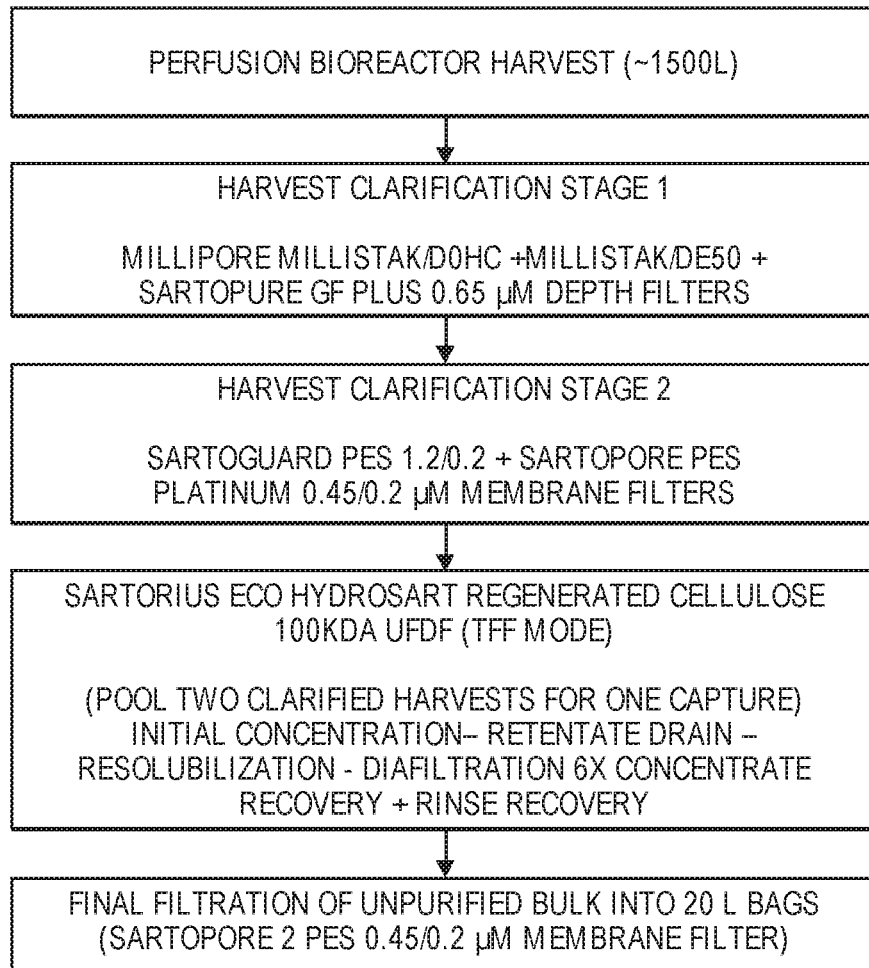 PERFUSION BIOREACTOR HARVEST (~1500L)
HARVEST CLARIFICATION STAGE 1
MILLIPORE MILLISTAK/D0HC +MILLISTAK/DE50 +
SARTOPURE GF PLUS 0.65 µM DEPTH FILTERS
HARVEST CLARIFICATION STAGE 2
SARTOGUARD PES 1.2/0.2 + SARTOPORE PES
PLATINUM 0.45/0.2 µM MEMBRANE FILTERS
SARTORIUS ECO HYDROSART REGENERATED CELLULOSE
100KDA UFDF (TFF MODE)
(POOL TWO CLARIFIED HARVESTS FOR ONE CAPTURE)
INITIAL CONCENTRATION– RETENTATE DRAIN –
RESOLUBILIZATION - DIAFILTRATION 6X CONCENTRATE
RECOVERY + RINSE RECOVERY
FINAL FILTRATION OF UNPURIFIED BULK INTO 20 L BAGS
(SARTOPORE 2 PES 0.45/0.2 µM MEMBRANE FILTER)